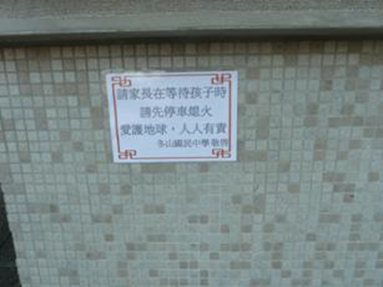 請家長在等待孩子時
請先停車熄火
愛護地球，人人有責
國民中學 敬啓